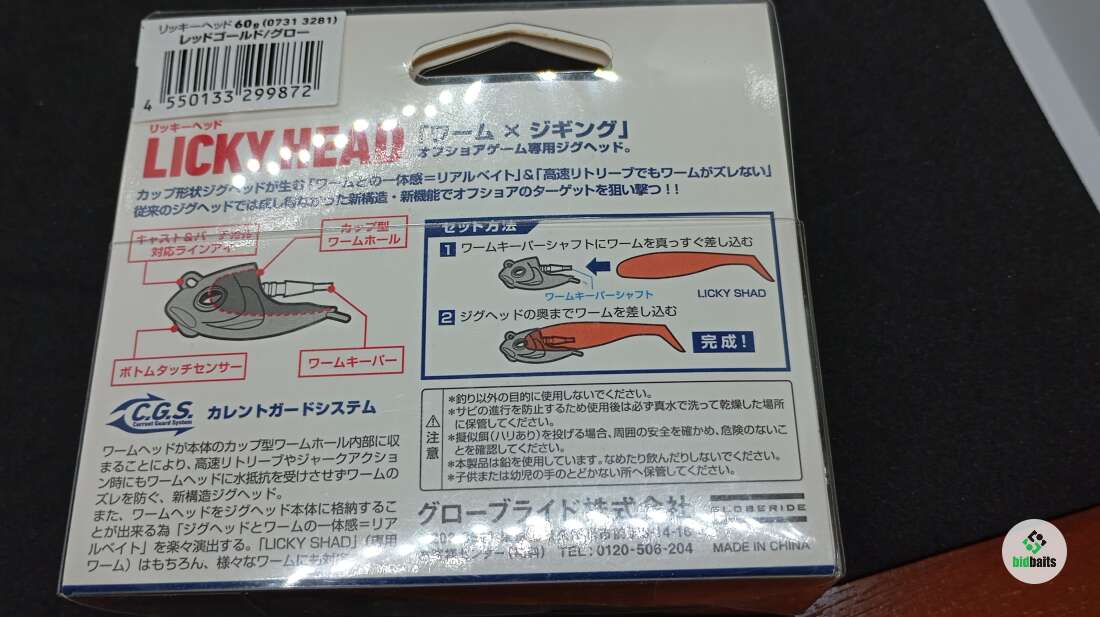 リッキーヘッド 60g (0731 3281)
レッドゴールド/グロー
4 550133 299872
リッキーヘッド
LICKY HEAD
「ワーム × ジギング」
オフショアゲーム専用ジグヘッド。
カップ形状ジグヘッドが生む「ワームとの一体感=リアルベイト」&「高速リトリーブでもワームがズレない」
従来のジグヘッドでは成し得なかった新構造・新機能でオフショアのターゲットを狙い撃つ!!
キャスト&バーチカル
対応ラインアイ
カップ型
ワームホール
ボトムタッチセンサー
ワームキーパー
セット方法
1 ワームキーパーシャフトにワームを真っすぐ差し込む
ワームキーパーシャフト
LICKY SHAD
2 ジグヘッドの奥までワームを差し込む
完成!
C.G.S.
Current Guard System
カレントガードシステム
ワームヘッドが本体のカップ型ワームホール内部に収
まることにより、高速リトリーブやジャークアクショ
ン時にもワームヘッドに水抵抗を受けさせずワームの
ズレを防ぐ、新構造ジグヘッド。
また、ワームヘッドをジグヘッド本体に格納するこ
とが出来る為「ジグヘッドとワームの一体感=リア
ルベイト」を楽々演出する。「LICKY SHAD」(専用
ワーム)はもちろん、様々なワームにも対
⚠注意
*釣り以外の目的に使用しないでください。
*サビの進行を防止するため使用後は必ず真水で洗って乾燥した場所
に保管してください。
*擬似餌(ハリあり)を投げる場合、周囲の安全を確かめ、危険のないこ
とを確認してください。
*本製品は鉛を使用しています。なめたり飲んだりしないでください。
*子供または幼児の手のとどかない所へ保管してください。
グローブライド株式会社
GLOBERIDE
14-16
TEL:0120-506-204
MADE IN CHINA
bidbaits